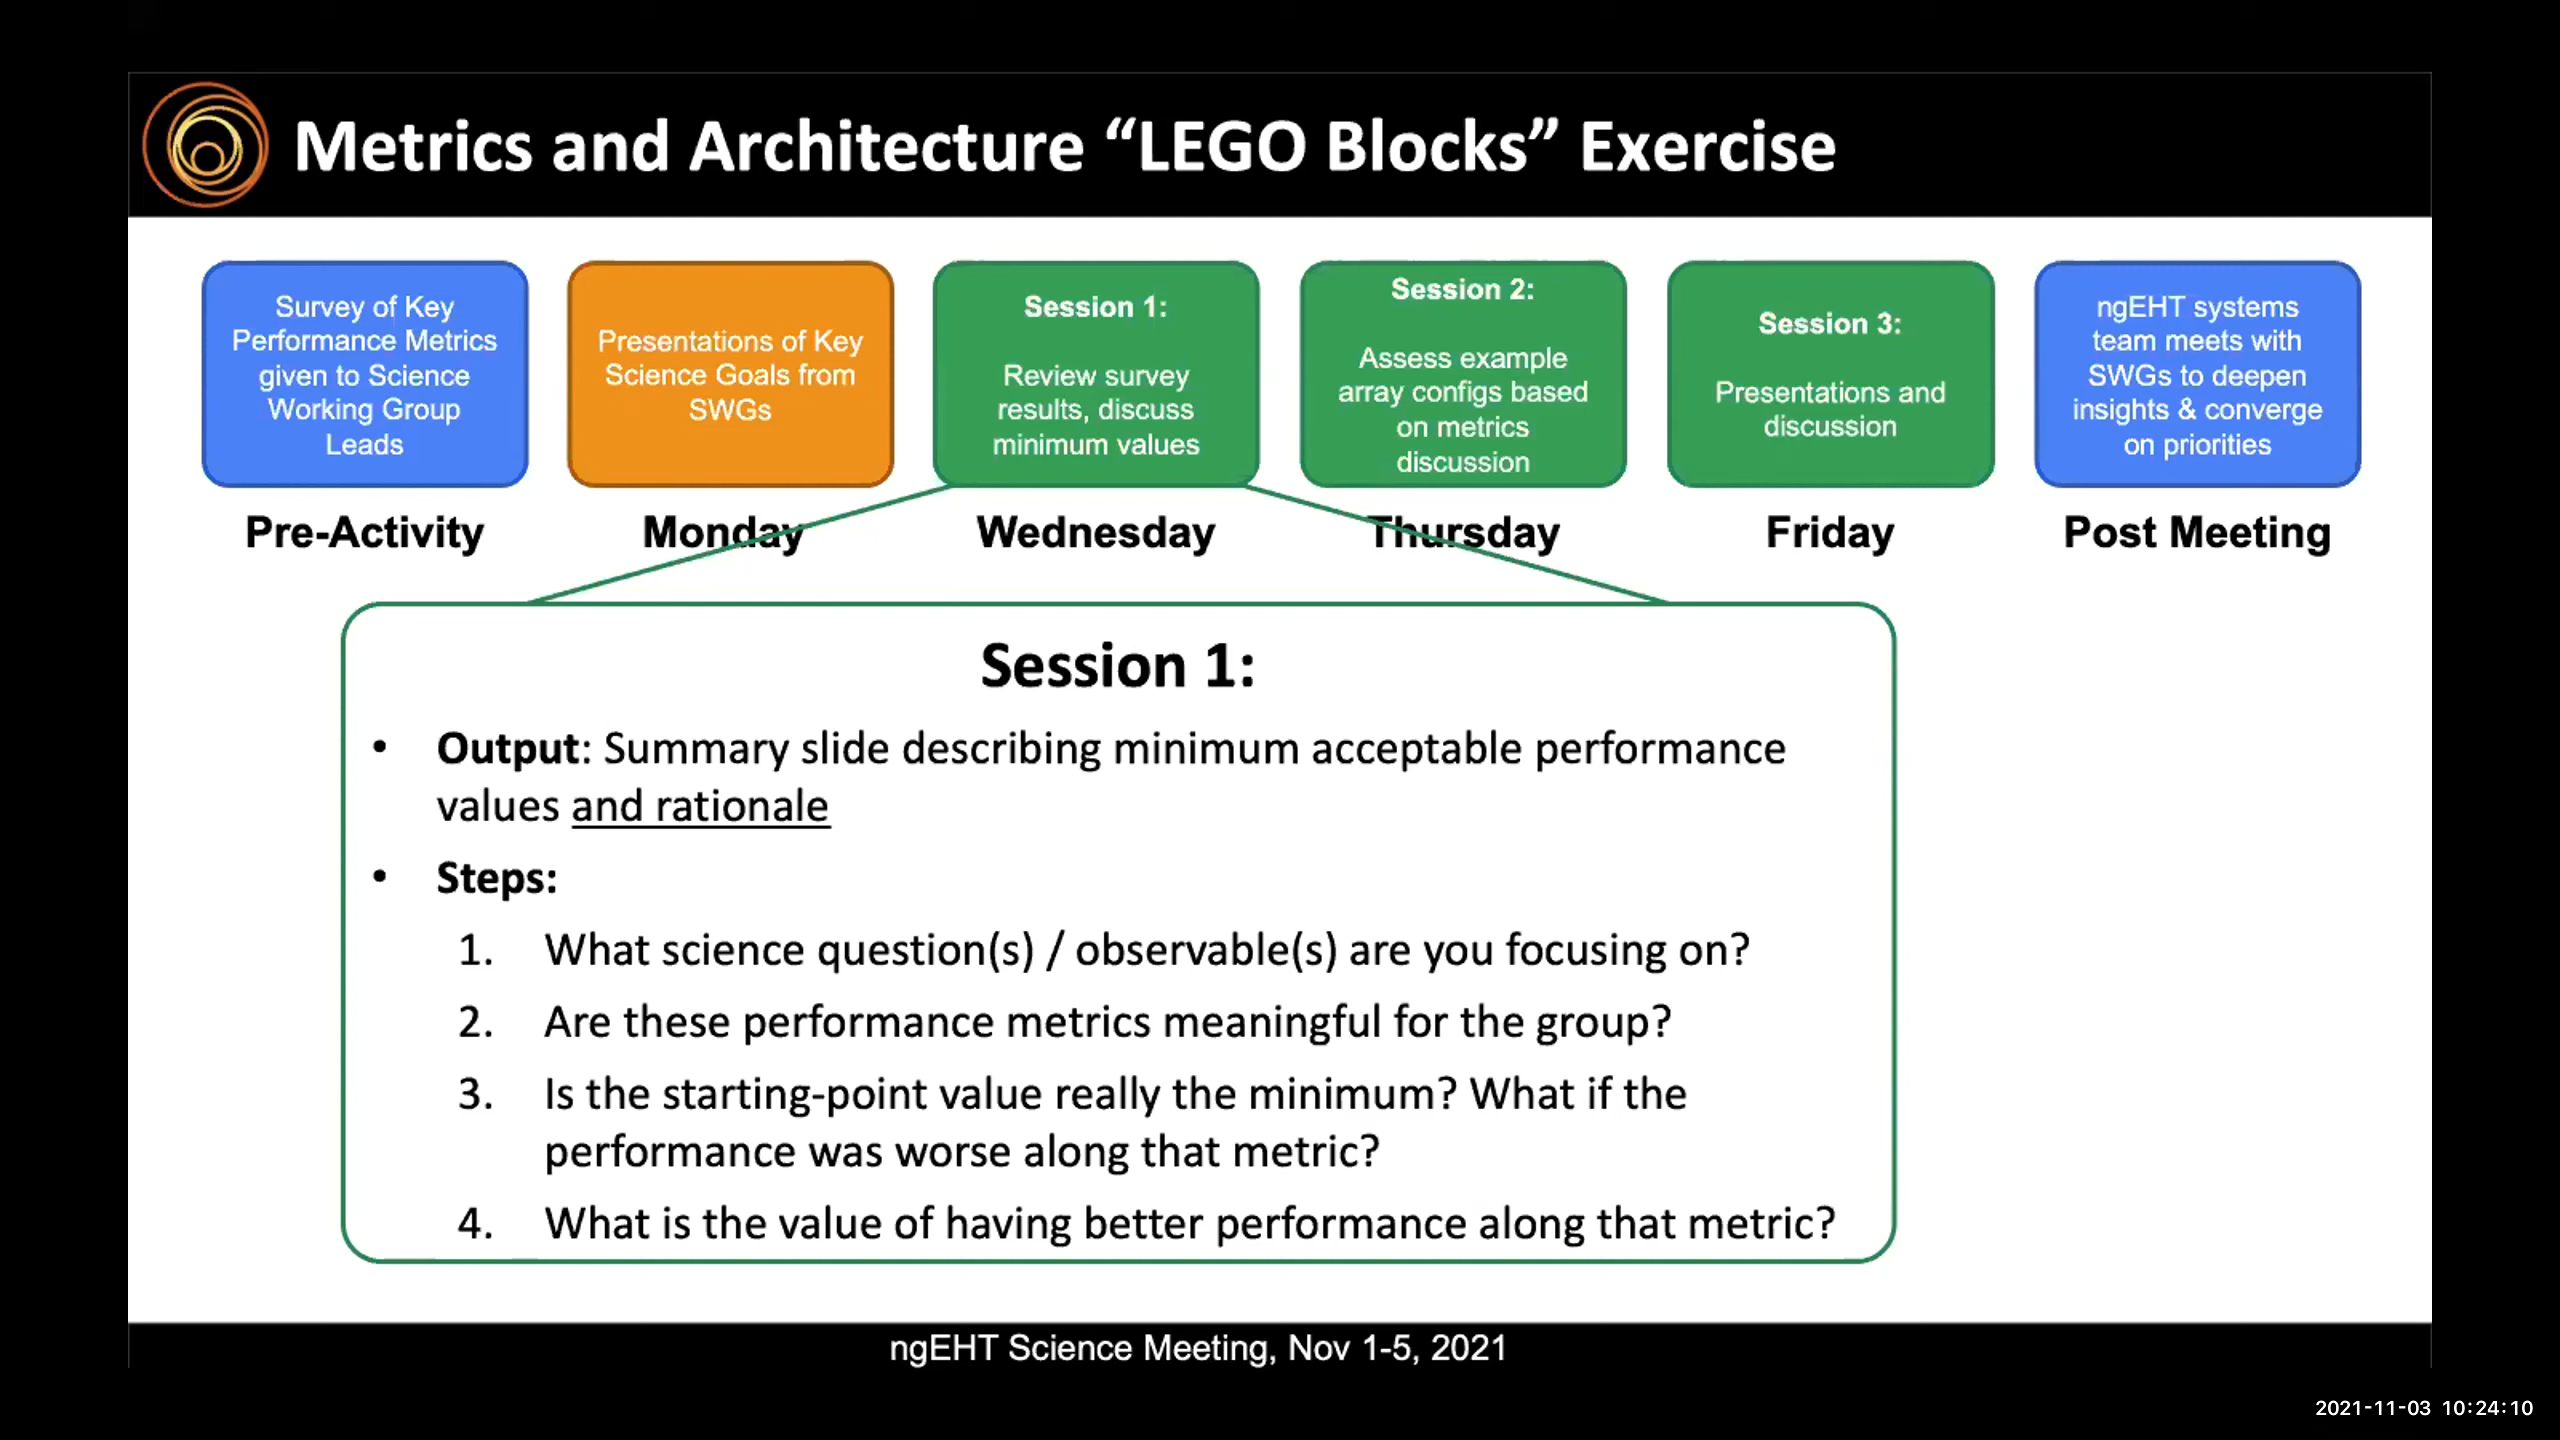 Metrics and Architecture “LEGO Blocks” Exercise
Survey of Key
Performance Metrics
given to Science
Working Group
Leads
Pre-Activity
Presentations of Key
Science Goals from
SWGs
Monday
Session 1:
Review survey
results, discuss
minimum values
Wednesday
Session 2:
Assess example
array configs based
on metrics
discussion
Thursday
Session 3:
Presentations and
discussion
Friday
ngEHT systems
team meets with
SWGs to deepen
insights & converge
on priorities
Post Meeting
Session 1:
• Output: Summary slide describing minimum acceptable performance
values and rationale
• Steps:
1. What science question(s) / observable(s) are you focusing on?
2. Are these performance metrics meaningful for the group?
3. Is the starting-point value really the minimum? What if the
performance was worse along that metric?
4. What is the value of having better performance along that metric?
ngEHT Science Meeting, Nov 1-5, 2021
2021-11-03 10:24:10